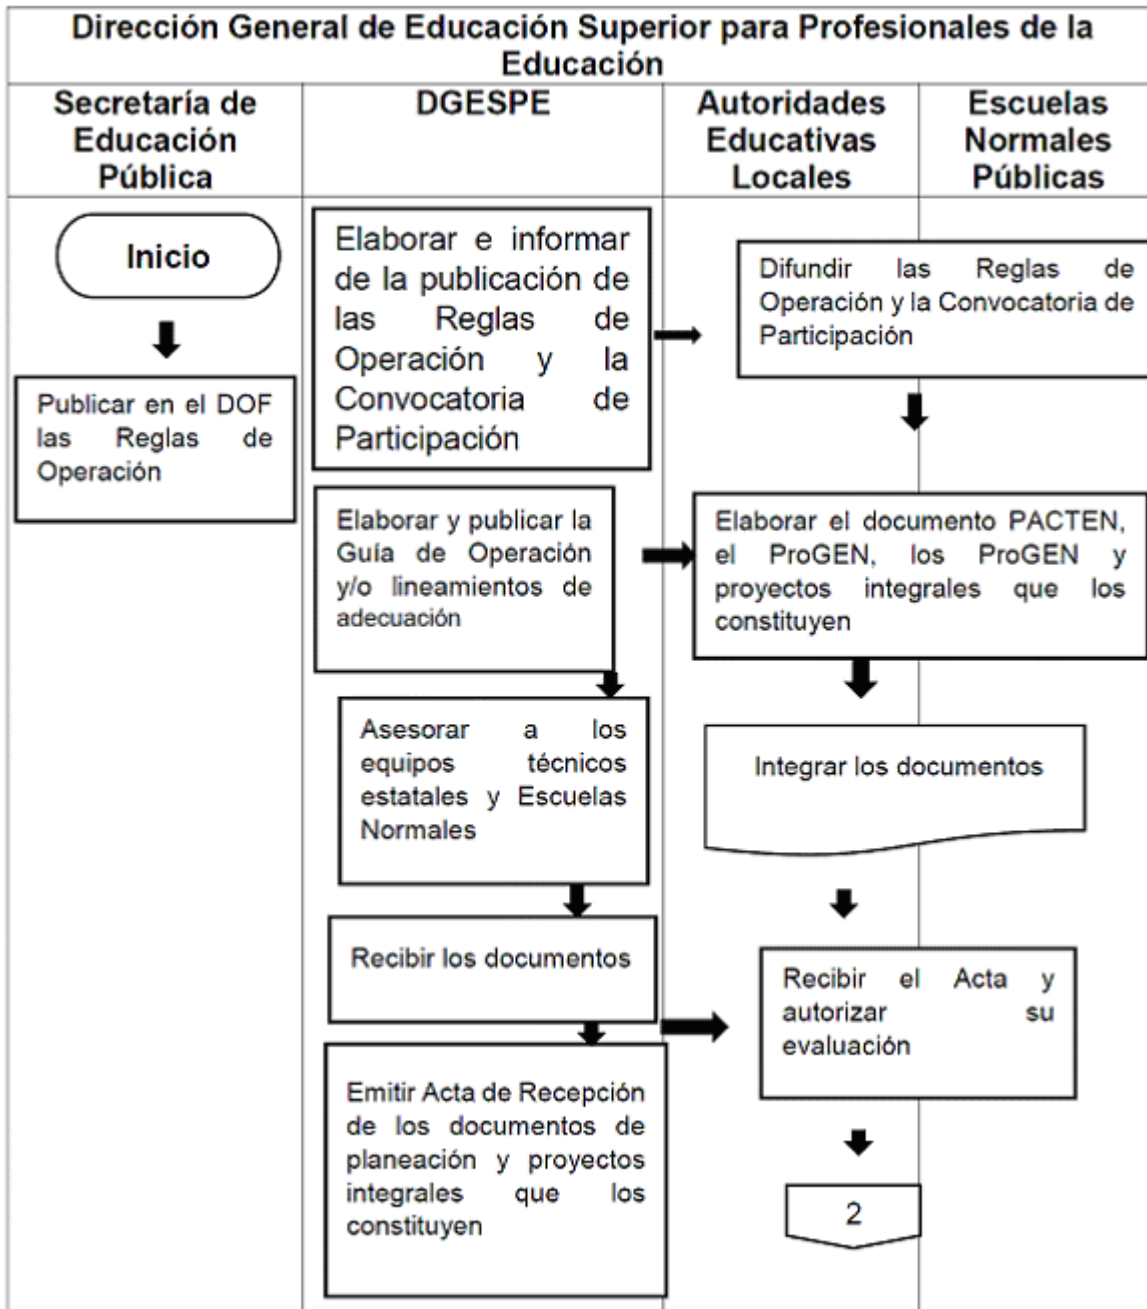 Dirección General de Educación Superior para Profesionales de la
Educación
Secretaría de
Educación
Pública
DGESPE
Autoridades
Educativas
Locales
Escuelas
Normales
Públicas
Inicio
Publicar en el DOF
las Reglas de
Operación
Elaborar e informar
de la publicación de
las Reglas de
Operación y la
Convocatoria de
Participación
Difundir las Reglas de
Operación y la Convocatoria de
Participación
Elaborar y publicar la
Guía de Operación
y/o lineamientos de
adecuación
Elaborar el documento PACTEN,
el ProGEN, los ProGEN y
proyectos integrales que los
constituyen
Asesorar a los
equipos técnicos
estatales y Escuelas
Normales
Integrar los documentos
Recibir los documentos
Recibir el Acta y
autorizar su
evaluación
Emitir Acta de Recepción
de los documentos de
planeación y proyectos
integrales que los
constituyen
2